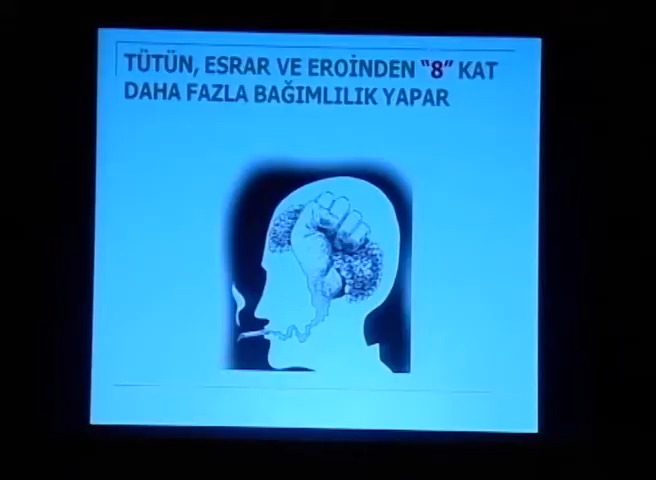 TÜTÜN, ESRAR VE EROİNDEN “8” KAT
DAHA FAZLA BAĞIMLILIK YAPAR